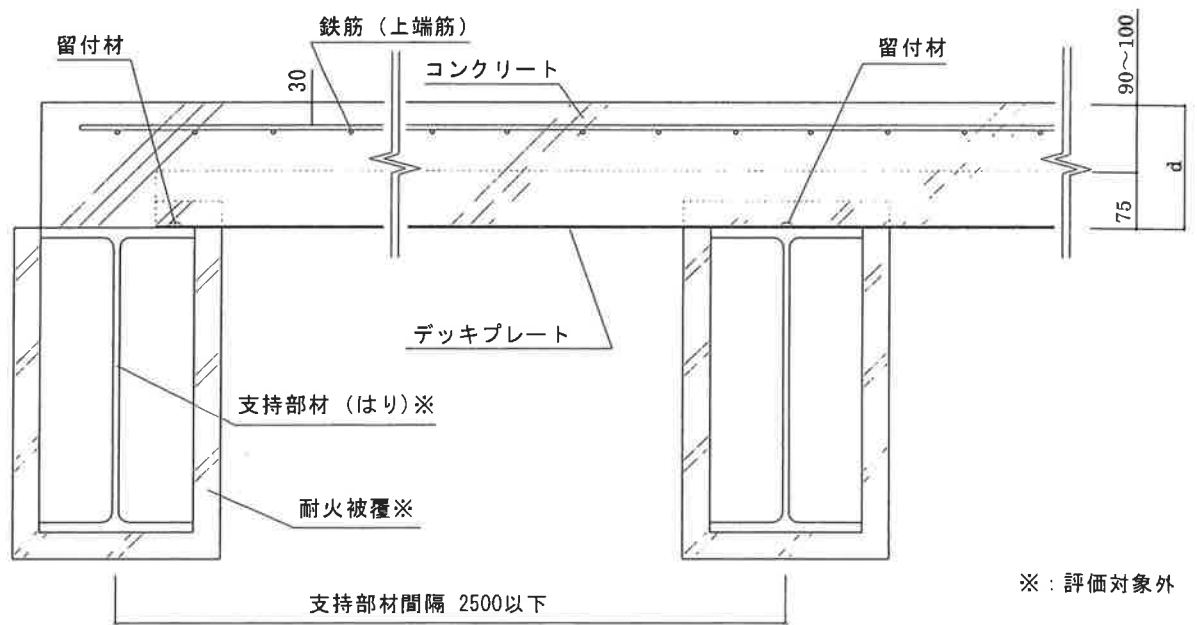 鉄筋（上端筋）
留付材
留付材
コンクリート
30
90～100
d
75
デッキプレート
支持部材（はり）※
耐火被覆※
※：評価対象外
支持部材間隔 2500以下